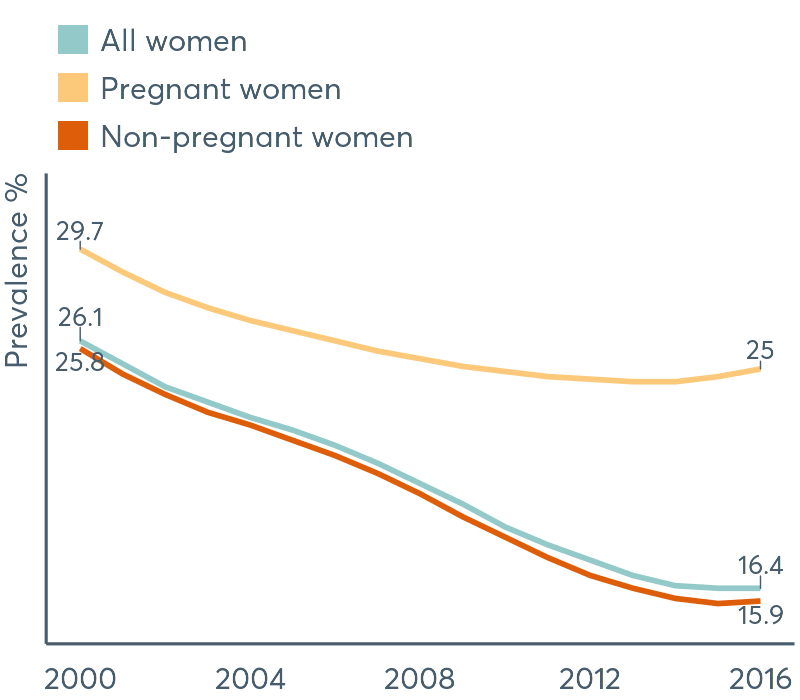 All women
Pregnant women
Non-pregnant women
Prevalence %
29.7
26.1
25.8
25
16.4
15.9
2000 2004 2008 2012 2016